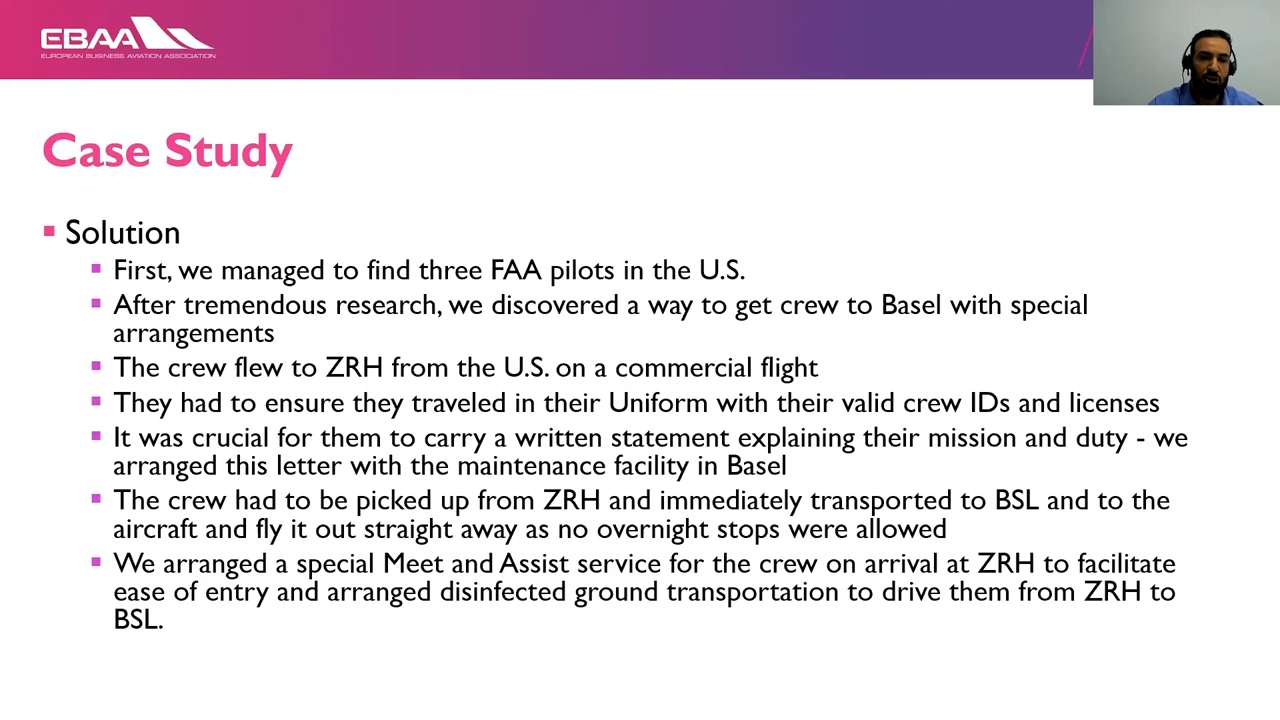 EBAA
EUROPEAN BUSINESS AVIATION ASSOCIATION
Case Study
Solution
First, we managed to find three FAA pilots in the U.S.
After tremendous research, we discovered a way to get crew to Basel with special
arrangements
The crew flew to ZRH from the U.S. on a commercial flight
They had to ensure they traveled in their Uniform with their valid crew IDs and licenses
It was crucial for them to carry a written statement explaining their mission and duty - we
arranged this letter with the maintenance facility in Basel
The crew had to be picked up from ZRH and immediately transported to BSL and to the
aircraft and fly it out straight away as no overnight stops were allowed
We arranged a special Meet and Assist service for the crew on arrival at ZRH to facilitate
ease of entry and arranged disinfected ground transportation to drive them from ZRH to
BSL.